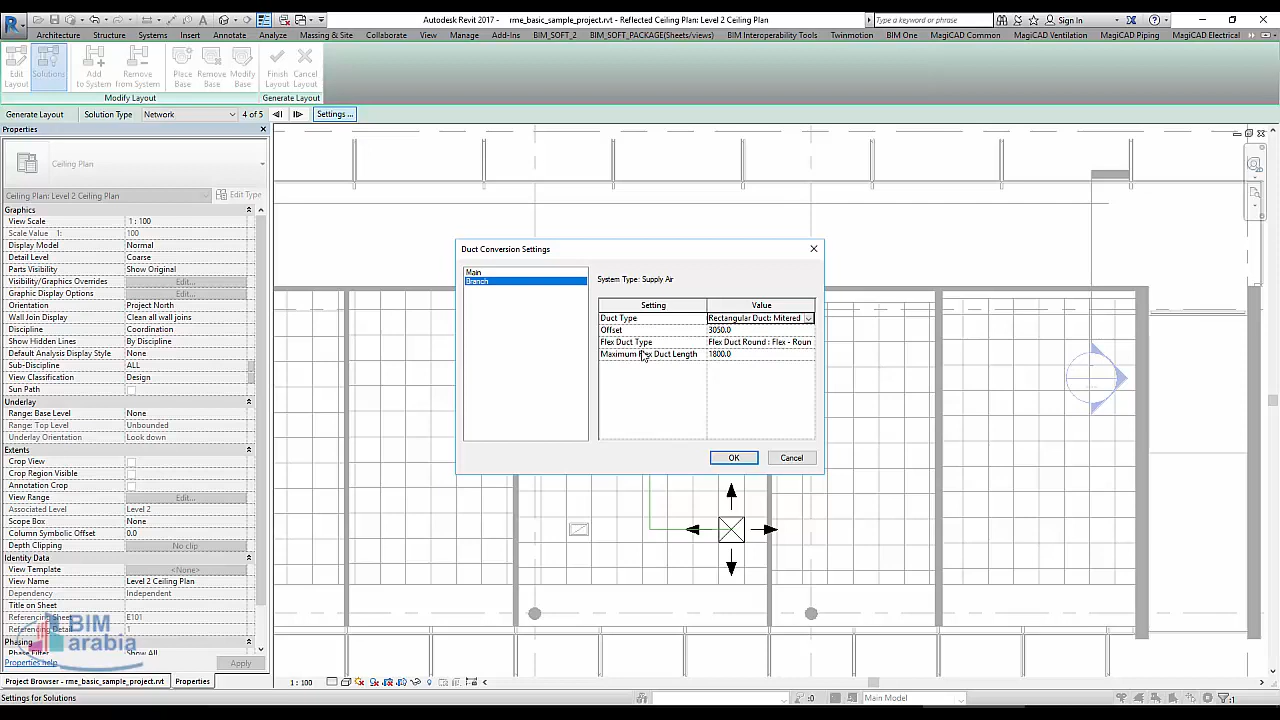 Autodesk Revit 2017 - rme_basic_sample_project.rvt - Reflected Ceiling Plan: Level 2 Ceiling Plan
Type a keyword or phrase
Sign In
Architecture Structure Systems Insert Annotate Analyze Massing & Site Collaborate View Manage Add-Ins BIM_SOFT_2 BIM_SOFT_PACKAGE(Sheets/views) BIM Interoperability Tools Twinmotion BIM One MagiCAD Common MagiCAD Ventilation MagiCAD Piping MagiCAD Electrical
Edit Layout
Solutions
Add to System
Remove from System
Place Base
Remove Base
Modify Base
Finish Layout
Cancel Layout
Modify Layout
Generate Layout
Generate Layout Solution Type Network 4 of 5 Settings ...
Properties
Ceiling Plan
Ceiling Plan: Level 2 Ceiling Plan Edit Type
Graphics
View Scale 1 : 100
Scale Value 1: 100
Display Model Normal
Detail Level Coarse
Parts Visibility Show Original
Visibility/Graphics Overrides Edit...
Graphic Display Options Edit...
Orientation Project North
Wall Join Display Clean all wall joins
Discipline Coordination
Show Hidden Lines By Discipline
Default Analysis Display Style None
Sub-Discipline ALL
View Classification Design
Sun Path
Underlay
Range: Base Level None
Range: Top Level Unbounded
Underlay Orientation Look down
Extents
Crop View
Crop Region Visible
Annotation Crop
View Range Edit...
Associated Level Level 2
Scope Box None
Column Symbolic Offset 0.0
Depth Clipping No clip
Identity Data
View Template <None>
View Name Level 2 Ceiling Plan
Dependency Independent
Title on Sheet
Referencing Sheet E101
Referencing Detail 1
Phasing
Phase Filter Show All
Properties help Apply
BIM
arabia
Project Browser - rme_basic_sample_project.rvt Properties
Settings for Solutions
Duct Conversion Settings
Main
Branch
System Type: Supply Air
Setting Value
Duct Type Rectangular Duct: Mitered
Offset 3050.0
Flex Duct Type Flex Duct Round : Flex - Roun
Maximum Flex Duct Length 1800.0
OK Cancel
1 : 100
:0
Main Model
:1